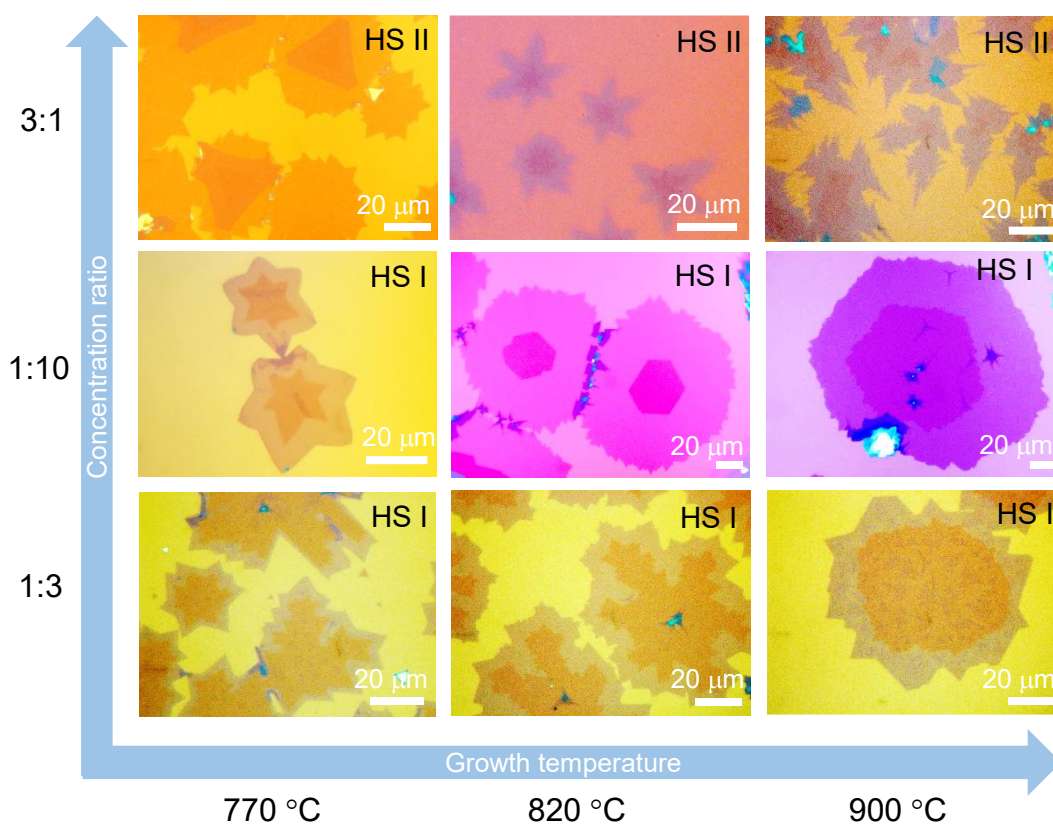 HS II
HS II
HS II
3:1
20 μm
20 μm
20 μm
Concentration ratio
HS I
HS I
HS I
1:10
20 μm
20 μm
20 μm
HS I
HS I
HS I
1:3
20 μm
20 μm
20 μm
Growth temperature
770 °C
820 °C
900 °C